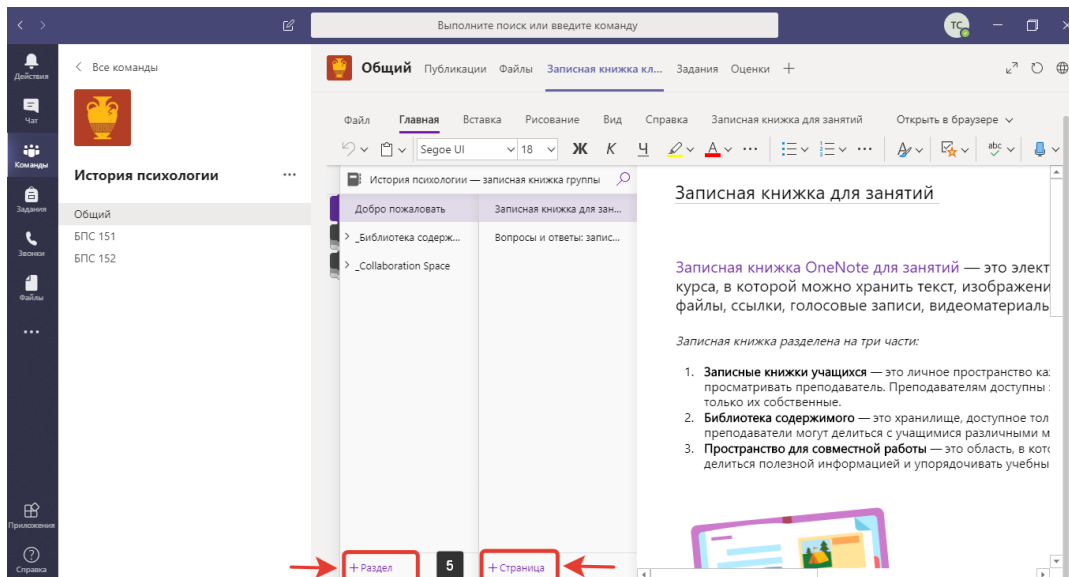 Выполните поиск или введите команду
TC
Действия
Чат
Команды
Задания
Звонки
Файлы
Приложения
Справка
Все команды
История психологии
Общий
БПС 151
БПС 152
Общий Публикации Файлы Записная книжка кл... Задания Оценки
Файл Главная Вставка Рисование Вид Справка Записная книжка для занятий Открыть в браузере
Segoe UI 18 Ж К Ч А abc
История психологии — записная книжка группы
Добро пожаловать
_Библиотека содерж...
_Collaboration Space
Записная книжка для зан...
Вопросы и ответы: запис...
+ Раздел
5
+ Страница
Записная книжка для занятий
Записная книжка OneNote для занятий — это элект
курса, в которой можно хранить текст, изображени
файлы, ссылки, голосовые записи, видеоматериаль
Записная книжка разделена на три части:
1. Записные книжки учащихся — это личное пространство ка
просматривать преподаватель. Преподавателям доступны
только их собственные.
2. Библиотека содержимого — это хранилище, доступное тол
преподаватели могут делиться с учащимися различными м
3. Пространство для совместной работы — это область, в кото
делиться полезной информацией и упорядочивать учебны